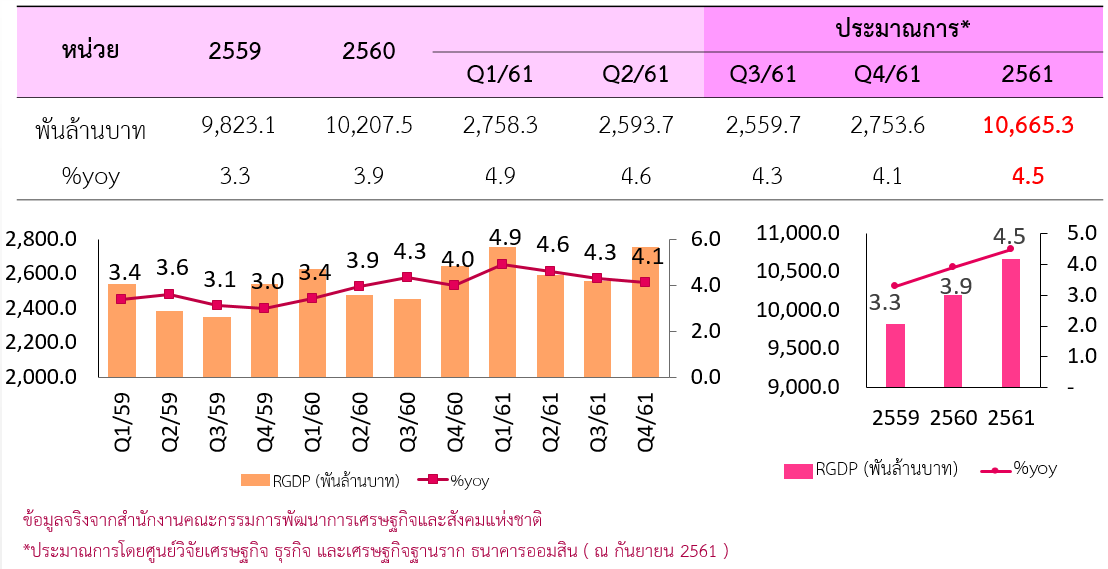 หน่วย 2559 2560 ประมาณการ*
Q1/61 Q2/61 Q3/61 Q4/61 2561
พันล้านบาท 9,823.1 10,207.5 2,758.3 2,593.7 2,559.7 2,753.6 10,665.3
%yoy 3.3 3.9 4.9 4.6 4.3 4.1 4.5
2,800.0
2,600.0
2,400.0
2,200.0
2,000.0
3.4 3.6 3.1 3.0 3.4 3.9 4.3 4.0 4.9 4.6 4.3 4.1
6.0
4.0
2.0
0.0
Q1/59 Q2/59 Q3/59 Q4/59 Q1/60 Q2/60 Q3/60 Q4/60 Q1/61 Q2/61 Q3/61 Q4/61
RGDP (พันล้านบาท) %yoy
11,000.0
10,500.0
10,000.0
9,500.0
9,000.0
3.3 3.9 4.5
5.0
4.0
3.0
2.0
1.0
-
2559 2560 2561
RGDP (พันล้านบาท) %yoy
ข้อมูลจริงจากสำนักงานคณะกรรมการพัฒนาการเศรษฐกิจและสังคมแห่งชาติ
*ประมาณการโดยศูนย์วิจัยเศรษฐกิจ ธุรกิจ และเศรษฐกิจฐานราก ธนาคารออมสิน ( ณ กันยายน 2561 )